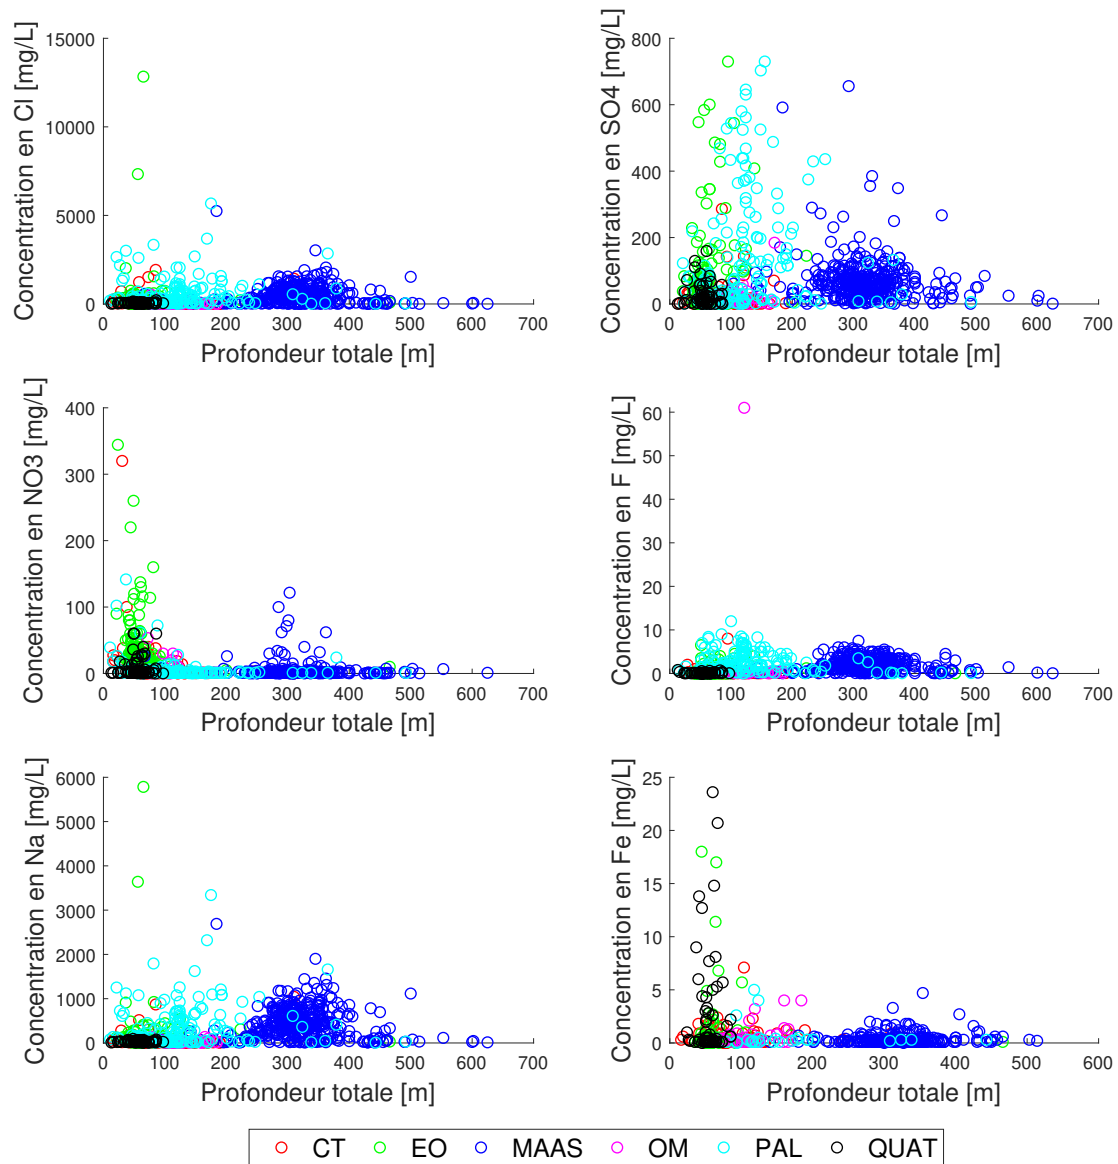 15000
10000
5000
0
0 100 200 300 400 500 600 700
Concentration en Cl [mg/L]
Profondeur totale [m]
800
600
400
200
0
0 100 200 300 400 500 600 700
Concentration en SO4 [mg/L]
Profondeur totale [m]
400
300
200
100
0
0 100 200 300 400 500 600 700
Concentration en NO3 [mg/L]
Profondeur totale [m]
60
50
40
30
20
10
0
0 100 200 300 400 500 600 700
Concentration en F [mg/L]
Profondeur totale [m]
6000
5000
4000
3000
2000
1000
0
0 100 200 300 400 500 600 700
Concentration en Na [mg/L]
Profondeur totale [m]
25
20
15
10
5
0
0 100 200 300 400 500 600
Concentration en Fe [mg/L]
Profondeur totale [m]
CT EO MAAS OM PAL QUAT